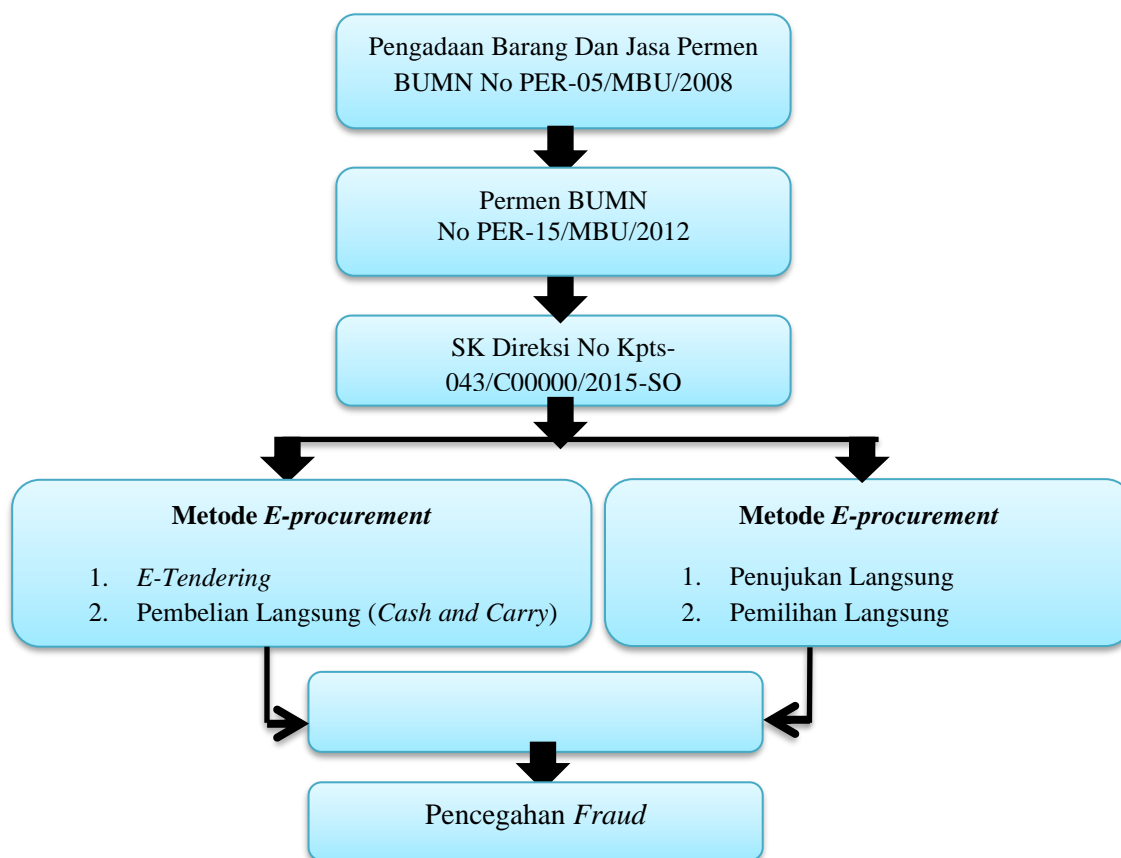 Pengadaan Barang Dan Jasa Permen
BUMN No PER-05/MBU/2008
Permen BUMN
No PER-15/MBU/2012
SK Direksi No Kpts-
043/C00000/2015-SO
Metode E-procurement
1. E-Tendering
2. Pembelian Langsung (Cash and Carry)
Metode E-procurement
1. Penujukan Langsung
2. Pemilihan Langsung
Pencegahan Fraud